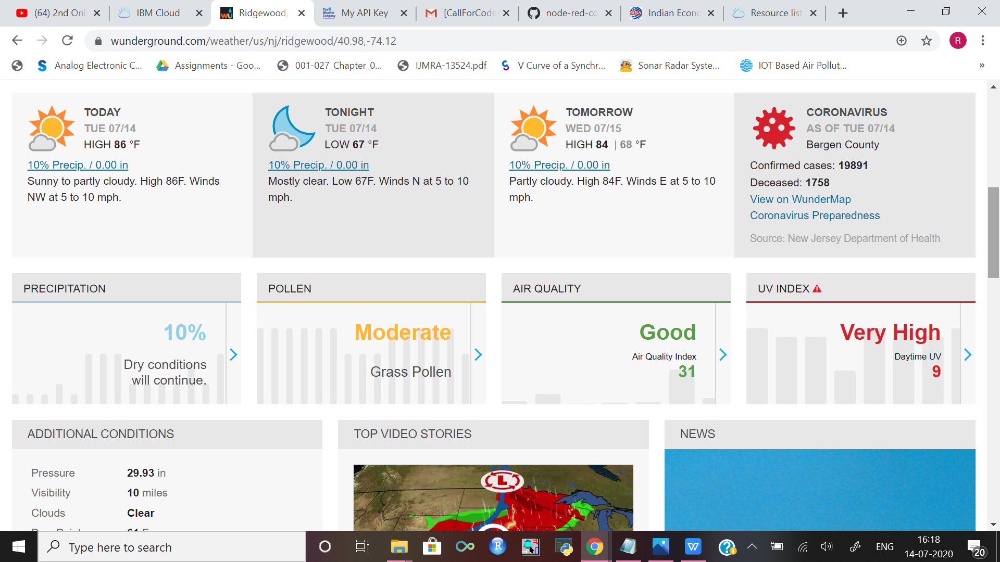 (64) 2nd Onl
IBM Cloud
Ridgewood,
My API Key
[CallForCode
node-red-co
Indian Econo
Resource list
wunderground.com/weather/us/nj/ridgewood/40.98,-74.12
R
Analog Electronic C...
Assignments - Goo...
001-027_Chapter_0...
IJMRA-13524.pdf
V Curve of a Synchr...
Sonar Radar Syste...
IOT Based Air Pollut...
»
TODAY
TUE 07/14
HIGH 86 °F
10% Precip. / 0.00 in
Sunny to partly cloudy. High 86F. Winds
NW at 5 to 10 mph.
TONIGHT
TUE 07/14
LOW 67 °F
10% Precip. / 0.00 in
Mostly clear. Low 67F. Winds N at 5 to 10
mph.
TOMORROW
WED 07/15
HIGH 84 | 68 °F
10% Precip. / 0.00 in
Partly cloudy. High 84F. Winds E at 5 to 10
mph.
CORONAVIRUS
AS OF TUE 07/14
Bergen County
Confirmed cases: 19891
Deceased: 1758
View on WunderMap
Coronavirus Preparedness
Source: New Jersey Department of Health
PRECIPITATION
10%
Dry conditions
will continue.
POLLEN
Moderate
Grass Pollen
AIR QUALITY
Good
Air Quality Index
31
UV INDEX
Very High
Daytime UV
9
ADDITIONAL CONDITIONS
Pressure 29.93 in
Visibility 10 miles
Clouds Clear
TOP VIDEO STORIES
L
NEWS
Type here to search
ENG
16:18
14-07-2020
20